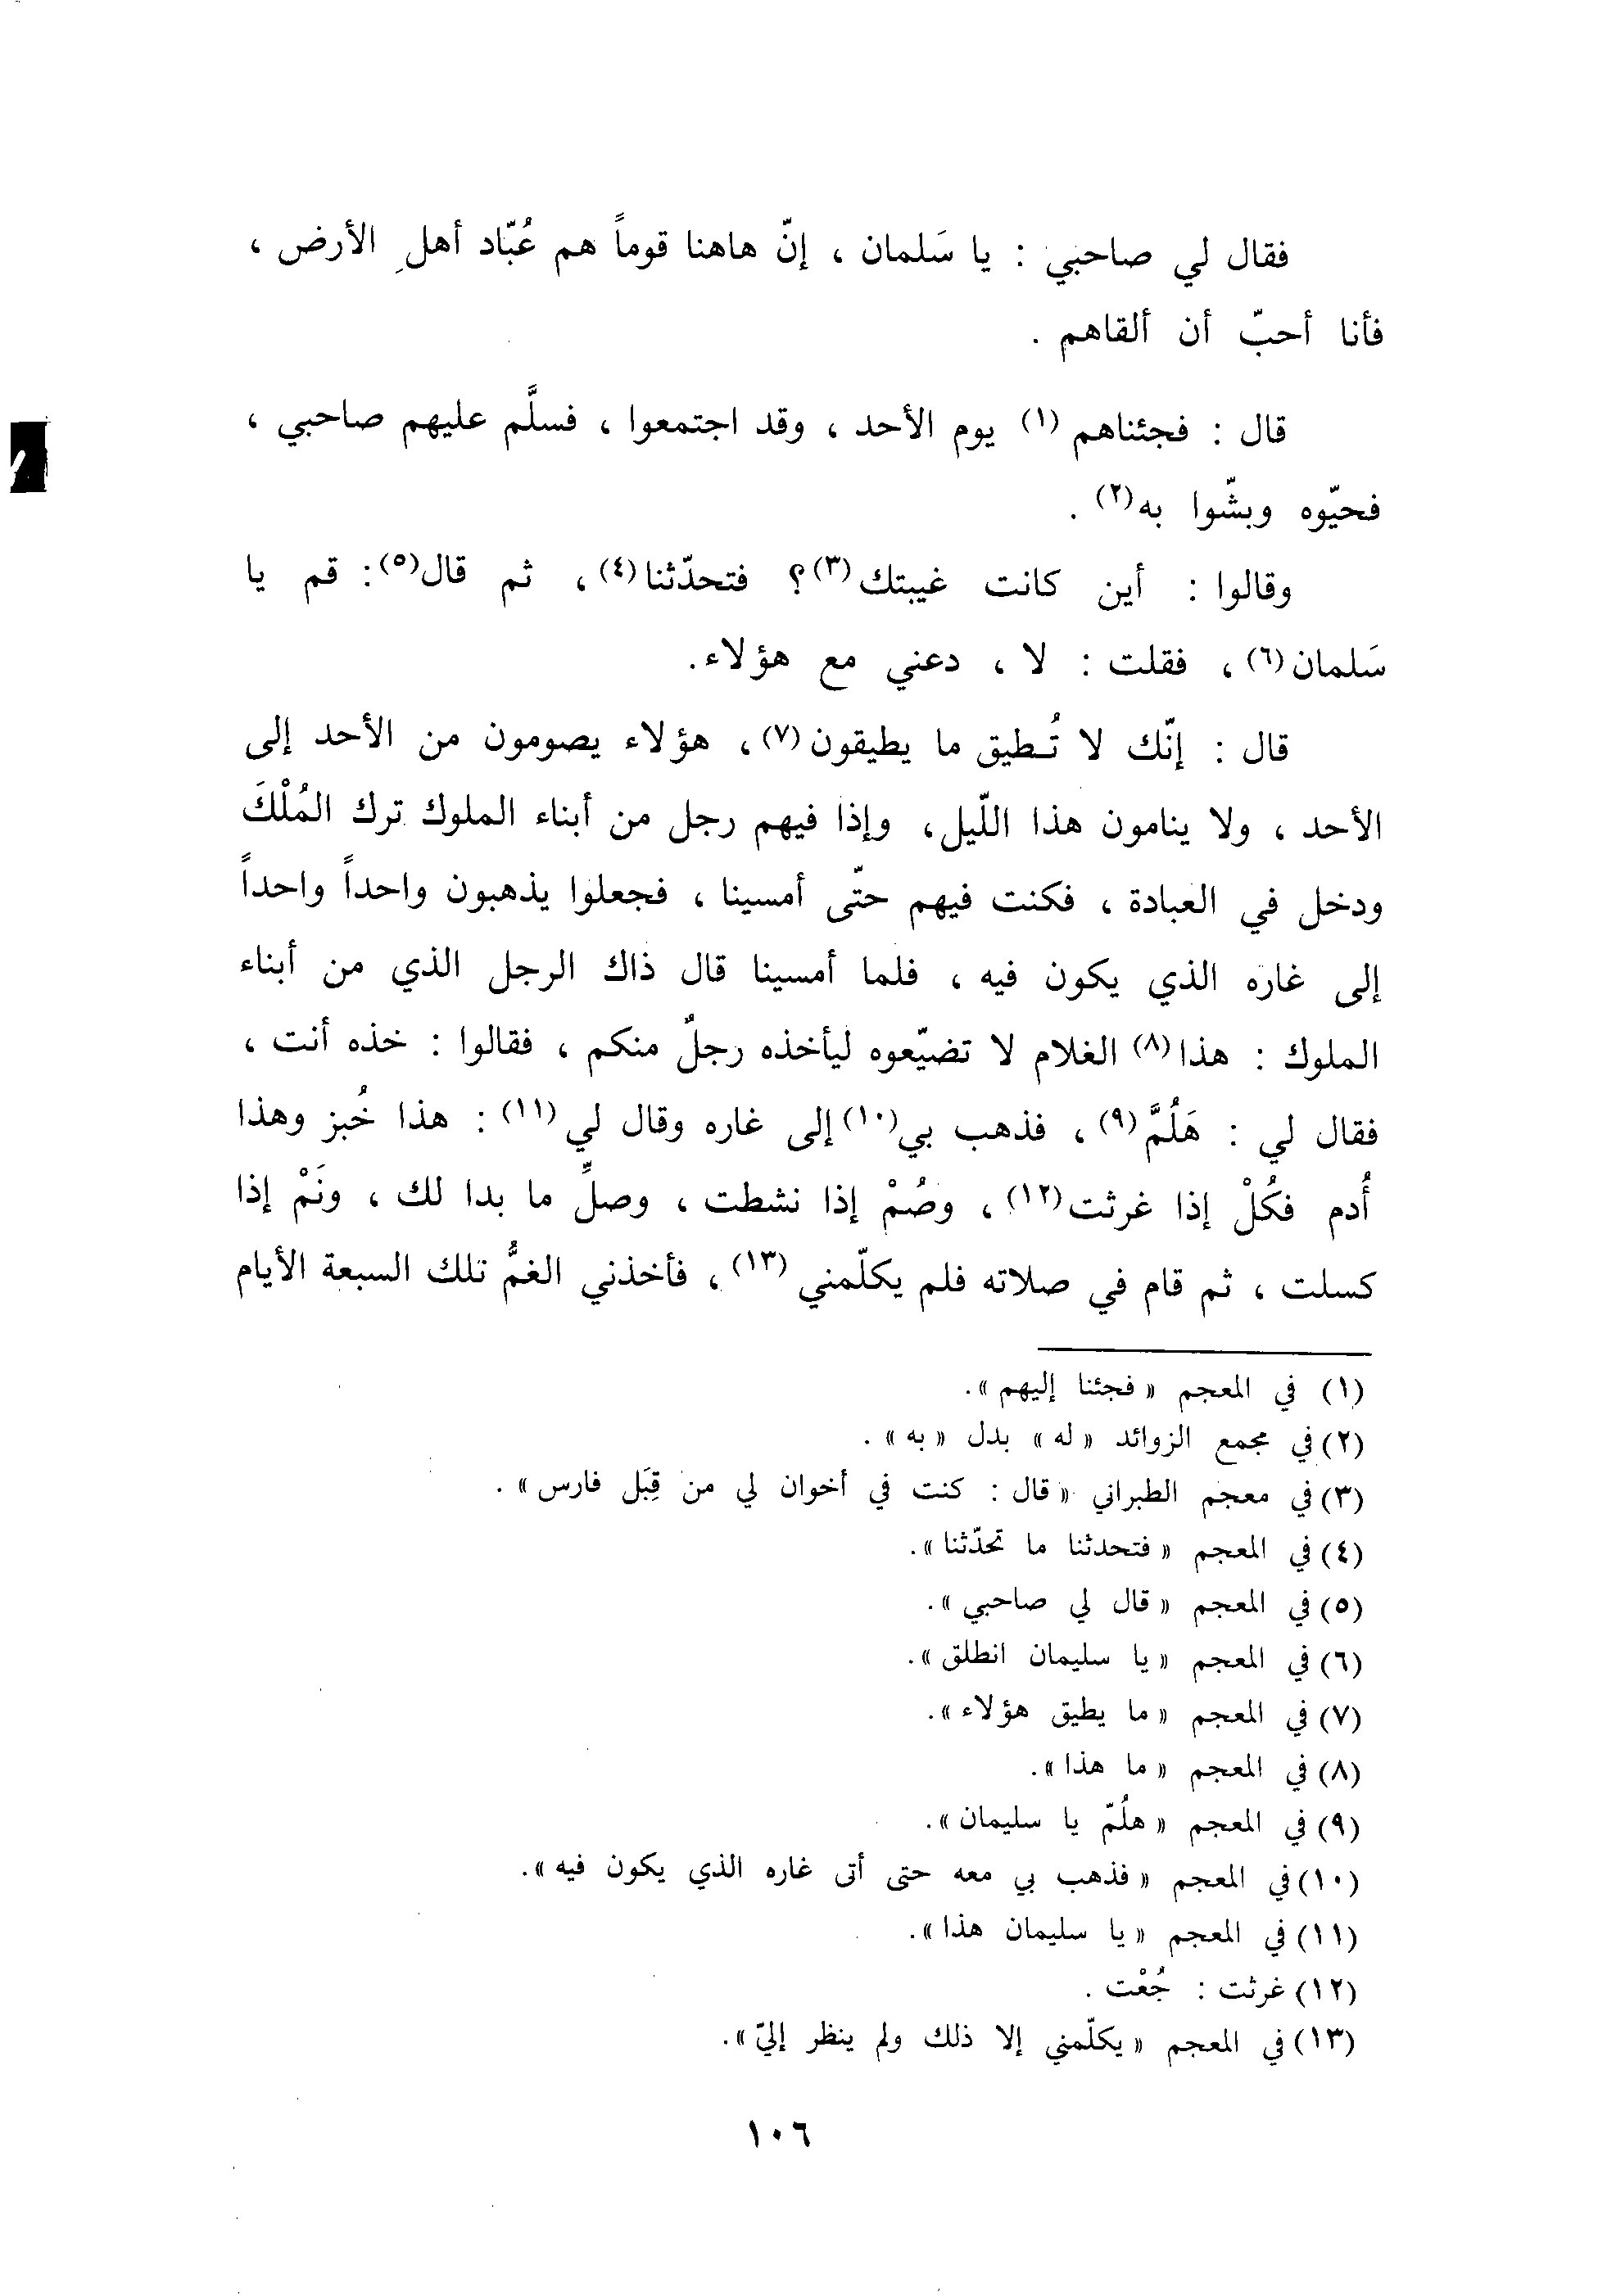 فقال لي صاحبي : يا سَلمان ، إنّ هاهنا قوماً هم عُبّاد أهلِ الأرض ،
فأنا أحبّ أن ألقاهم .
قال : فجئناهم (١) يوم الأحد ، وقد اجتمعوا ، فسلَّم عليهم صاحبي ،
فحيّوه وبشّوا به(٢) .
وقالوا : أين كانت غيبتك(٣)؟ فتحدّثنا(٤) ، ثم قال(٥): قم يا
سَلمان(٦) ، فقلت : لا ، دعني مع هؤلاء.
قال : إنّك لا تُـطيق ما يطيقون(٧) ، هؤلاء يصومون من الأحد إلى
الأحد ، ولا ينامون هذا اللّيل، وإذا فيهم رجل من أبناء الملوك ترك المُلْكَ
ودخل في العبادة ، فكنت فيهم حتّى أمسينا ، فجعلوا يذهبون واحداً واحداً
إلى غاره الذي يكون فيه ، فلما أمسينا قال ذاك الرجل الذي من أبناء
الملوك : هذا(٨) الغلام لا تضيّعوه ليأخذه رجلٌ منكم ، فقالوا : خذه أنت ،
فقال لي : هَلُمَّ(٩) ، فذهب بي(١٠) إلى غاره وقال لي(١١) : هذا خُبز وهذا
أُدم فكُلْ إذا غرثت(١٢) ، وصُمْ إذا نشطت ، وصلِّ ما بدا لك ، ونَمْ إذا
كسلت ، ثم قام في صلاته فلم يكلّمني (١٣) ، فأخذني الغمُّ تلك السبعة الأيام
(١) في المعجم « فجئنا إليهم ».
(٢) في مجمع الزوائد « له » بدل « به » .
(٣) في معجم الطبراني « قال : كنت في أخوان لي من قِبَل فارس » .
(٤) في المعجم « فتحدثنا ما تحدّثنا ».
(٥) في المعجم « قال لي صاحبي ».
(٦) في المعجم « يا سليمان انطلق ».
(٧) في المعجم « ما يطيق هؤلاء ».
(٨) في المعجم « ما هذا ».
(٩) في المعجم « هلُمّ يا سليمان ».
(١٠) في المعجم « فذهب بي معه حتى أتى غاره الذي يكون فيه ».
(١١) في المعجم « يا سليمان هذا ».
(١٢) غرثت : جُعْت .
(١٣) في المعجم « يكلّمني إلا ذلك ولم ينظر إليّ ».
١٠٦